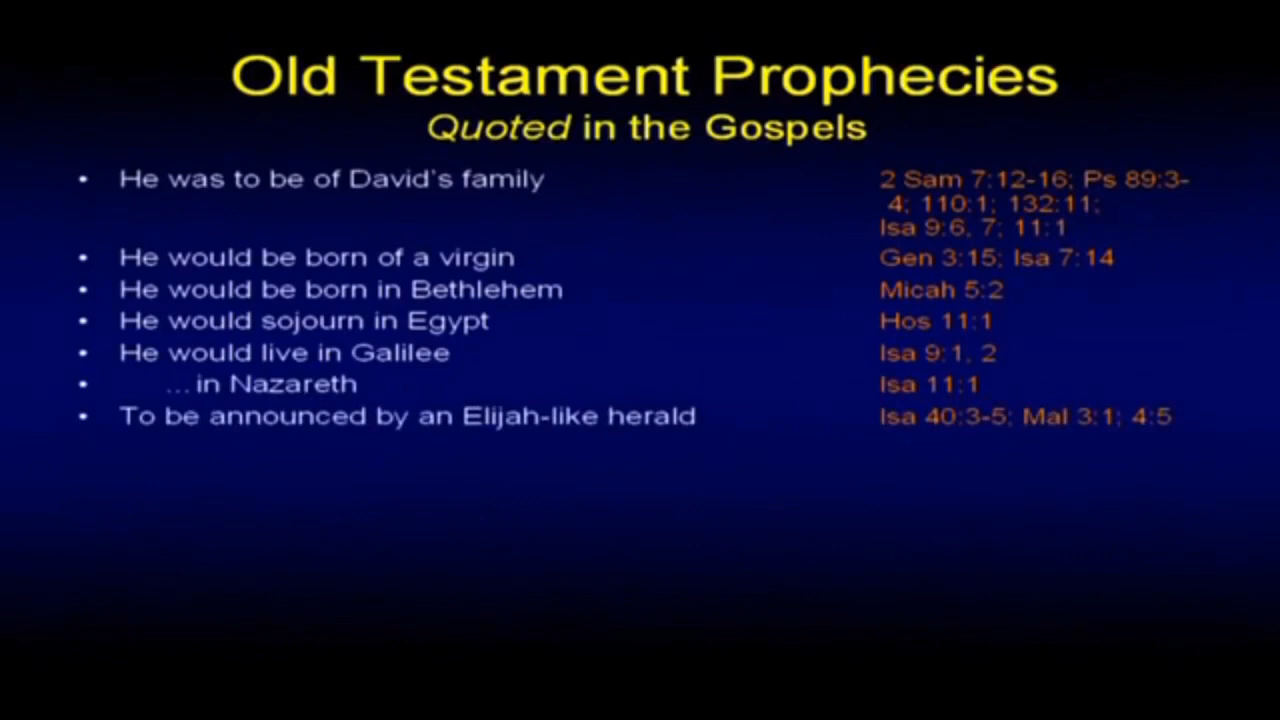 Old Testament Prophecies
Quoted in the Gospels
• He was to be of David's family 2 Sam 7:12-16; Ps 89:3-
4; 110:1; 132:11;
Isa 9:6, 7; 11:1
• He would be born of a virgin Gen 3:15; Isa 7:14
• He would be born in Bethlehem Micah 5:2
• He would sojourn in Egypt Hos 11:1
• He would live in Galilee Isa 9:1, 2
• ...in Nazareth Isa 11:1
• To be announced by an Elijah-like herald Isa 40:3-5; Mal 3:1; 4:5